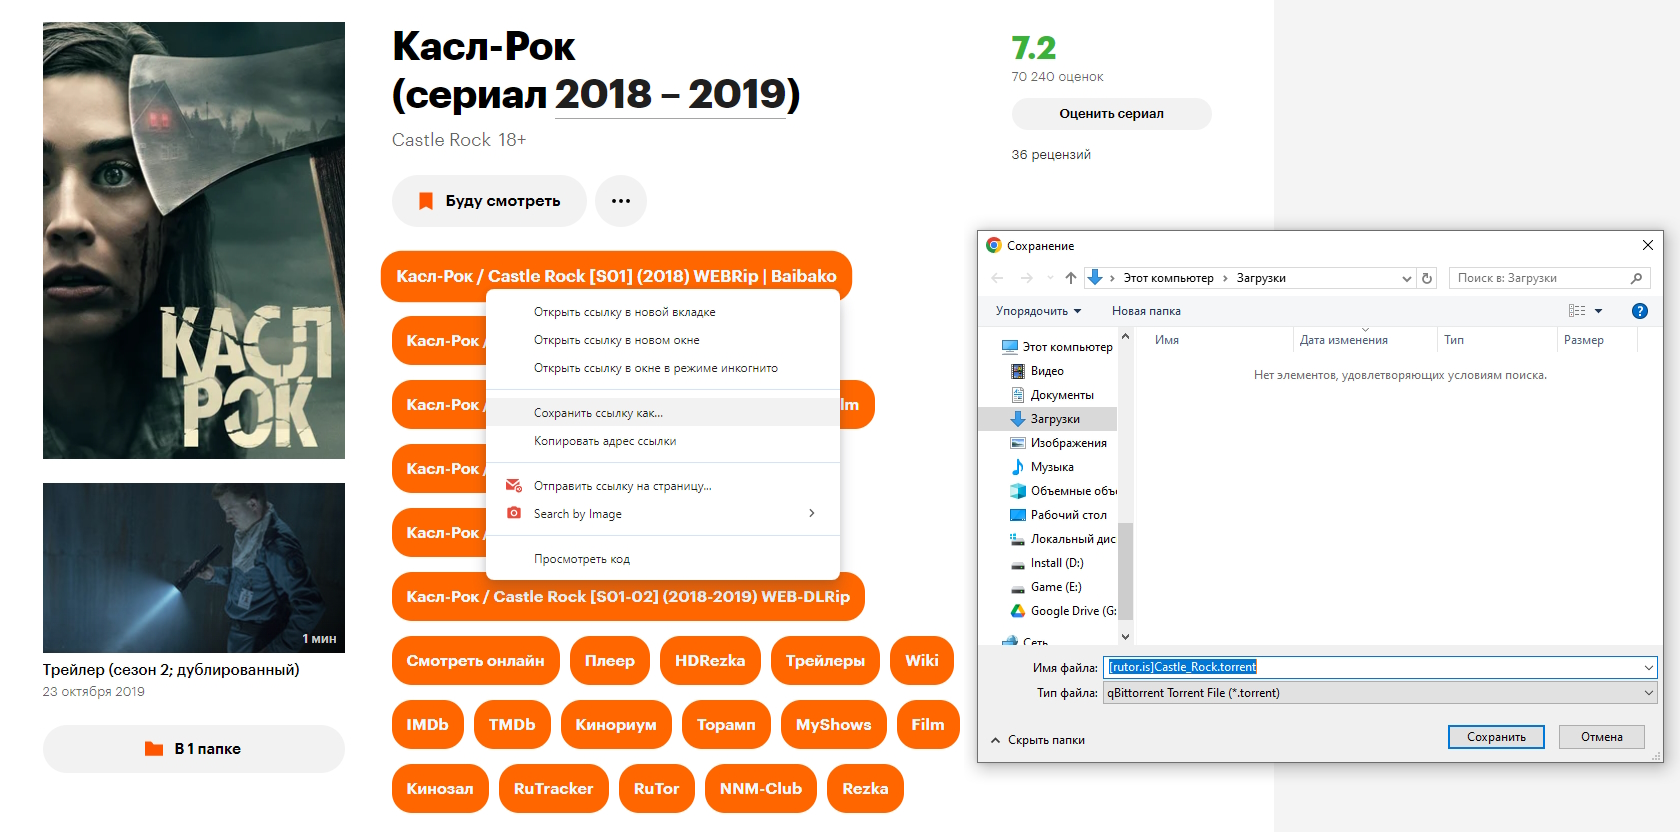 КАСЛ
РОК
1 мин
Трейлер (сезон 2; дублированный)
23 октября 2019
В 1 папке
Касл-Рок
(сериал 2018 – 2019)
Castle Rock 18+
Буду смотреть
7.2
70 240 оценок
Оценить сериал
36 рецензий
Касл-Рок / Castle Rock [S01] (2018) WEBRip | Baibako
Касл-Рок /
Касл-Рок / lm
Касл-Рок /
Касл-Рок /
Касл-Рок / Castle Rock [S01-02] (2018-2019) WEB-DLRip
Открыть ссылку в новой вкладке
Открыть ссылку в новом окне
Открыть ссылку в окне в режиме инкогнито
Сохранить ссылку как...
Копировать адрес ссылки
Отправить ссылку на страницу...
Search by Image
Просмотреть код
Смотреть онлайн Плеер HDRezka Трейлеры Wiki
IMDb TMDb Кинориум Торамп MyShows Film
Кинозал RuTracker RuTor NNM-Club Rezka
Сохранение
Этот компьютер Загрузки Поиск в: Загрузки
Упорядочить Новая папка
Имя Дата изменения Тип Размер
Нет элементов, удовлетворяющих условиям поиска.
Этот компьютер
Видео
Документы
Загрузки
Изображения
Музыка
Объемные объ
Рабочий стол
Локальный дис
Install (D:)
Game (E:)
Google Drive (G:
Сеть
Имя файла: [rutor.is]Castle_Rock.torrent
Тип файла: qBittorrent Torrent File (*.torrent)
Скрыть папки Сохранить Отмена